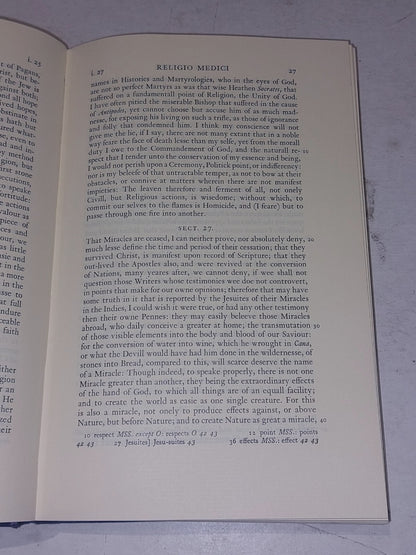 i. 25
t of Pagans,
rist, but be-
of the Jew is
gainst both,
d all hope
i. 27 RELIGIO MEDICI 27
names in Histories and Martyrologies, who in the eyes of God,
are not so perfect Martyrs as was that wise Heathen Socrates, that
suffered on a fundamentall point of Religion, the Unity of God.
I have often pitied the miserable Bishop that suffered in the cause
of Antipodes, yet cannot choose but accuse him of as much mad-
nesse, for exposing his living on such a trifle, as those of ignorance
and folly that condemned him. I think my conscience will not
give me the lie, if I say, there are not many extant that in a noble
way feare the face of death lesse than my selfe, yet from the morall
duty I owe to the Commandement of God, and the naturall re- 10
spect that I tender unto the conservation of my essence and being,
I would not perish upon a Ceremony, Politick point, or indifferency:
nor is my beleefe of that untractable temper, as not to bow at their
obstacles, or connive at matters wherein there are not manifest
impieties: The leaven therefore and ferment of all, not onely
Civill, but Religious actions, is wisedome; without which, to
commit our selves to the flames is Homicide, and (I feare) but to
passe through one fire into another.
SECT. 27.
That Miracles are ceased, I can neither prove, nor absolutely deny, 20
much lesse define the time and period of their cessation; that they
survived Christ, is manifest upon record of Scripture; that they
out-lived the Apostles also, and were revived at the conversion
of Nations, many yeares after, we cannot deny, if wee shall not
question those Writers whose testimonies wee doe not controvert,
in points that make for our owne opinions; therefore that may have
some truth in it that is reported by the Jesuites of their Miracles
in the Indies, I could wish it were true, or had any other testimony
then their owne Pennes: they may easily beleeve those Miracles
abroad, who daily conceive a greater at home; the transmutation 30
of those visible elements into the body and blood of our Saviour:
for the conversion of water into wine, which he wrought in Cana,
or what the Devill would have had him done in the wildernesse, of
stones into Bread, compared to this, will scarce deserve the name
of a Miracle: Though indeed, to speake properly, there is not one
Miracle greater than another, they being the extraordinary effects
of the hand of God, to which all things are of an equall facility;
and to create the world as easie as one single creature. For this
is also a miracle, not onely to produce effects against, or above
Nature, but before Nature; and to create Nature as great a miracle, 40
10 respect MSS. except O: respects O 42 43 12 point MSS.: points
42 43 27 Jesuites] Jesu-suites 43 36 effects MSS.: effect 42 43